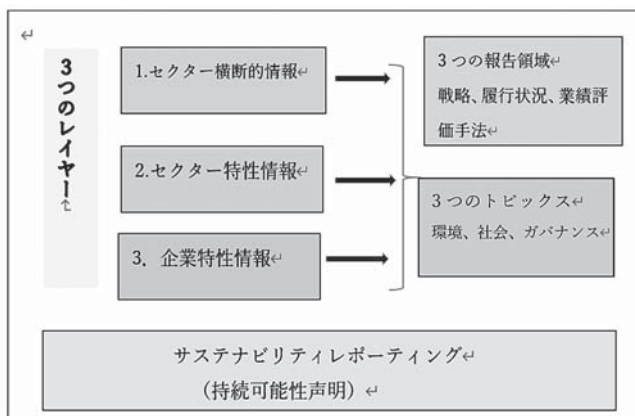 3つのレイヤー
1.セクター横断的情報
2.セクター特性情報
3．企業特性情報
3つの報告領域
戦略、履行状況、業績評
価手法
3つのトピックス
環境、社会、ガバナンス
サステナビリティレポーティング
（持続可能性声明）